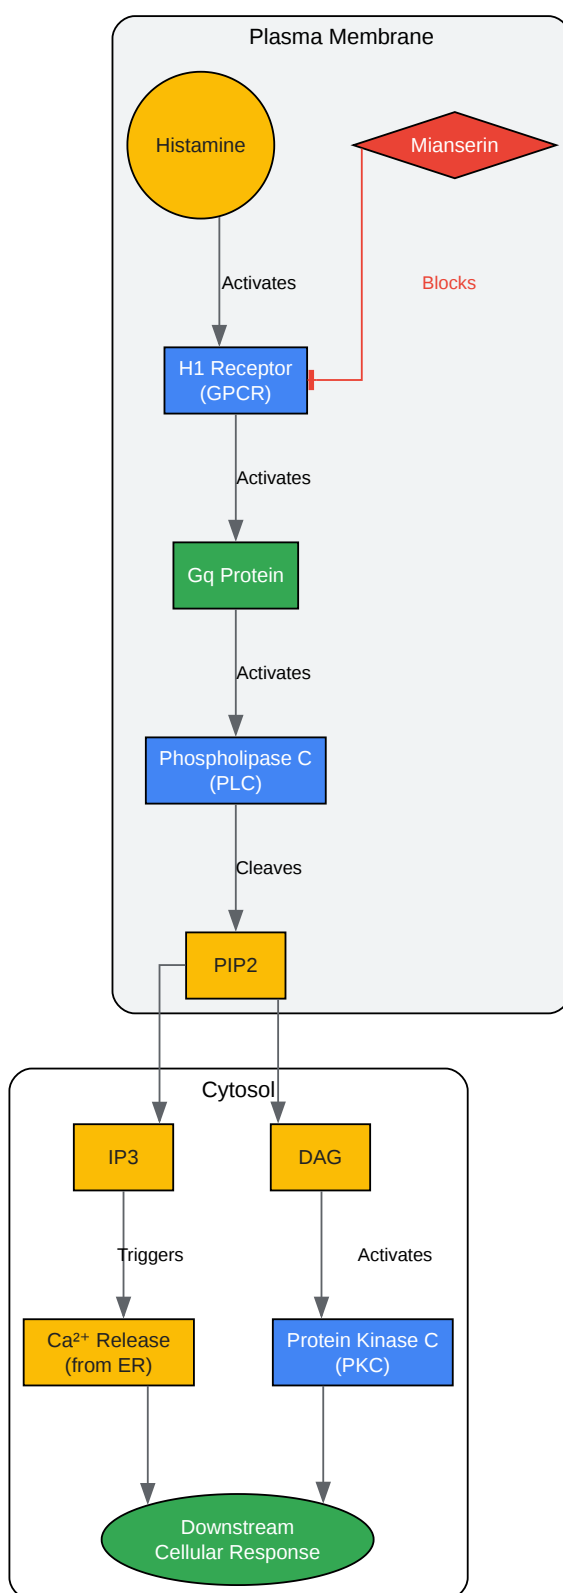 Plasma Membrane
Histamine
Mianserin
Activates
Blocks
H1 Receptor
(GPCR)
Activates
Gq Protein
Activates
Phospholipase C
(PLC)
Cleaves
PIP2
Cytosol
IP3
DAG
Triggers
Activates
Ca²⁺ Release
(from ER)
Protein Kinase C
(PKC)
Downstream
Cellular Response